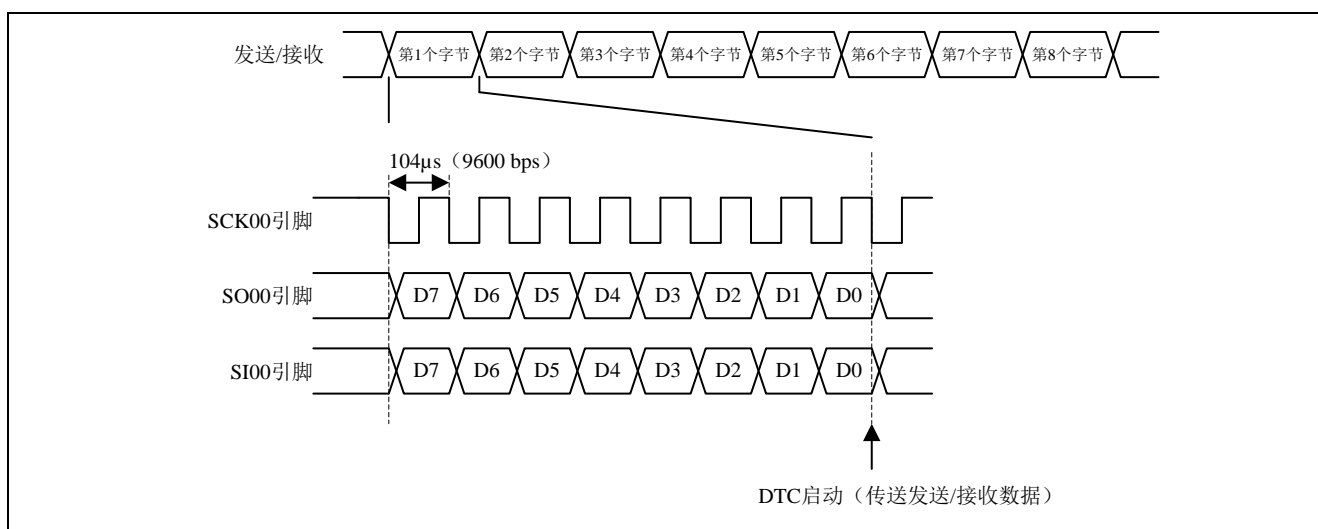 发送/接收 第1个字节 第2个字节 第3个字节 第4个字节 第5个字节 第6个字节 第7个字节 第8个字节
104μs（9600 bps）
SCK00引脚
SO00引脚 D7 D6 D5 D4 D3 D2 D1 D0
SI00引脚 D7 D6 D5 D4 D3 D2 D1 D0
DTC启动（传送发送/接收数据）